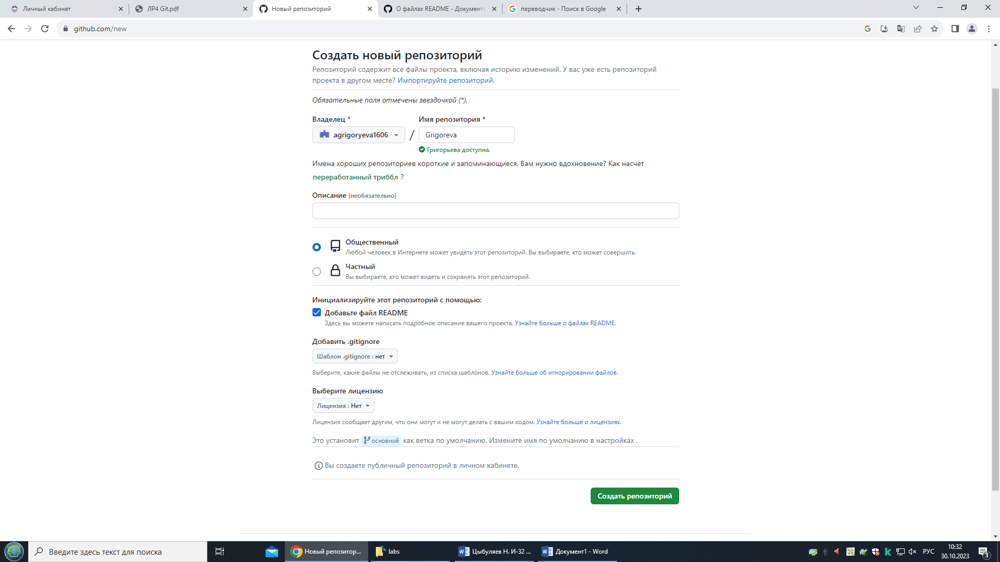 Личный кабинет
ЛР4 Git.pdf
Новый репозиторий
О файлах README - Документа
переводчик - Поиск в Google
github.com/new
Создать новый репозиторий
Репозиторий содержит все файлы проекта, включая историю изменений. У вас уже есть репозиторий
проекта в другом месте? Импортируйте репозиторий.
Обязательные поля отмечены звездочкой (*).
Владелец *
Имя репозитория *
agrigoryeva1606
/
Grigoreva
Григорьева доступна.
Имена хороших репозиториев короткие и запоминающиеся. Вам нужно вдохновение? Как насчет
переработанный триббл ?
Описание (необязательно)
Общественный
Любой человек в Интернете может увидеть этот репозиторий. Вы выбираете, кто может совершить.
Частный
Вы выбираете, кто может видеть и сохранять этот репозиторий.
Инициализируйте этот репозиторий с помощью:
Добавьте файл README
Здесь вы можете написать подробное описание вашего проекта. Узнайте больше о файлах README.
Добавить .gitignore
Шаблон .gitignore : нет
Выберите, какие файлы не отслеживать, из списка шаблонов. Узнайте больше об игнорировании файлов.
Выберите лицензию
Лицензия : Нет
Лицензия сообщает другим, что они могут и не могут делать с вашим кодом. Узнайте больше о лицензиях.
Это установит основной как ветка по умолчанию. Измените имя по умолчанию в настройках .
Вы создаете публичный репозиторий в личном кабинете.
Создать репозиторий
Введите здесь текст для поиска
Новый репозитор...
labs
Цыбуляев Н. И-32 ...
Документ1 - Word
РУС
10:32
30.10.2023
3